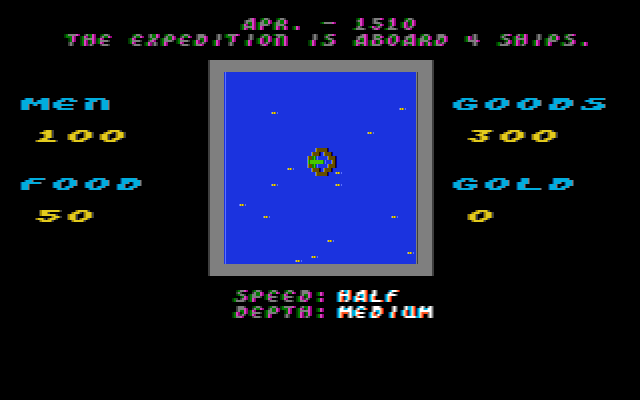 APR. - 1510
THE EXPEDITION IS ABOARD 4 SHIPS.
MEN
100
FOOD
50
GOODS
300
GOLD
0
SPEED: HALF
DEPTH: MEDIUM